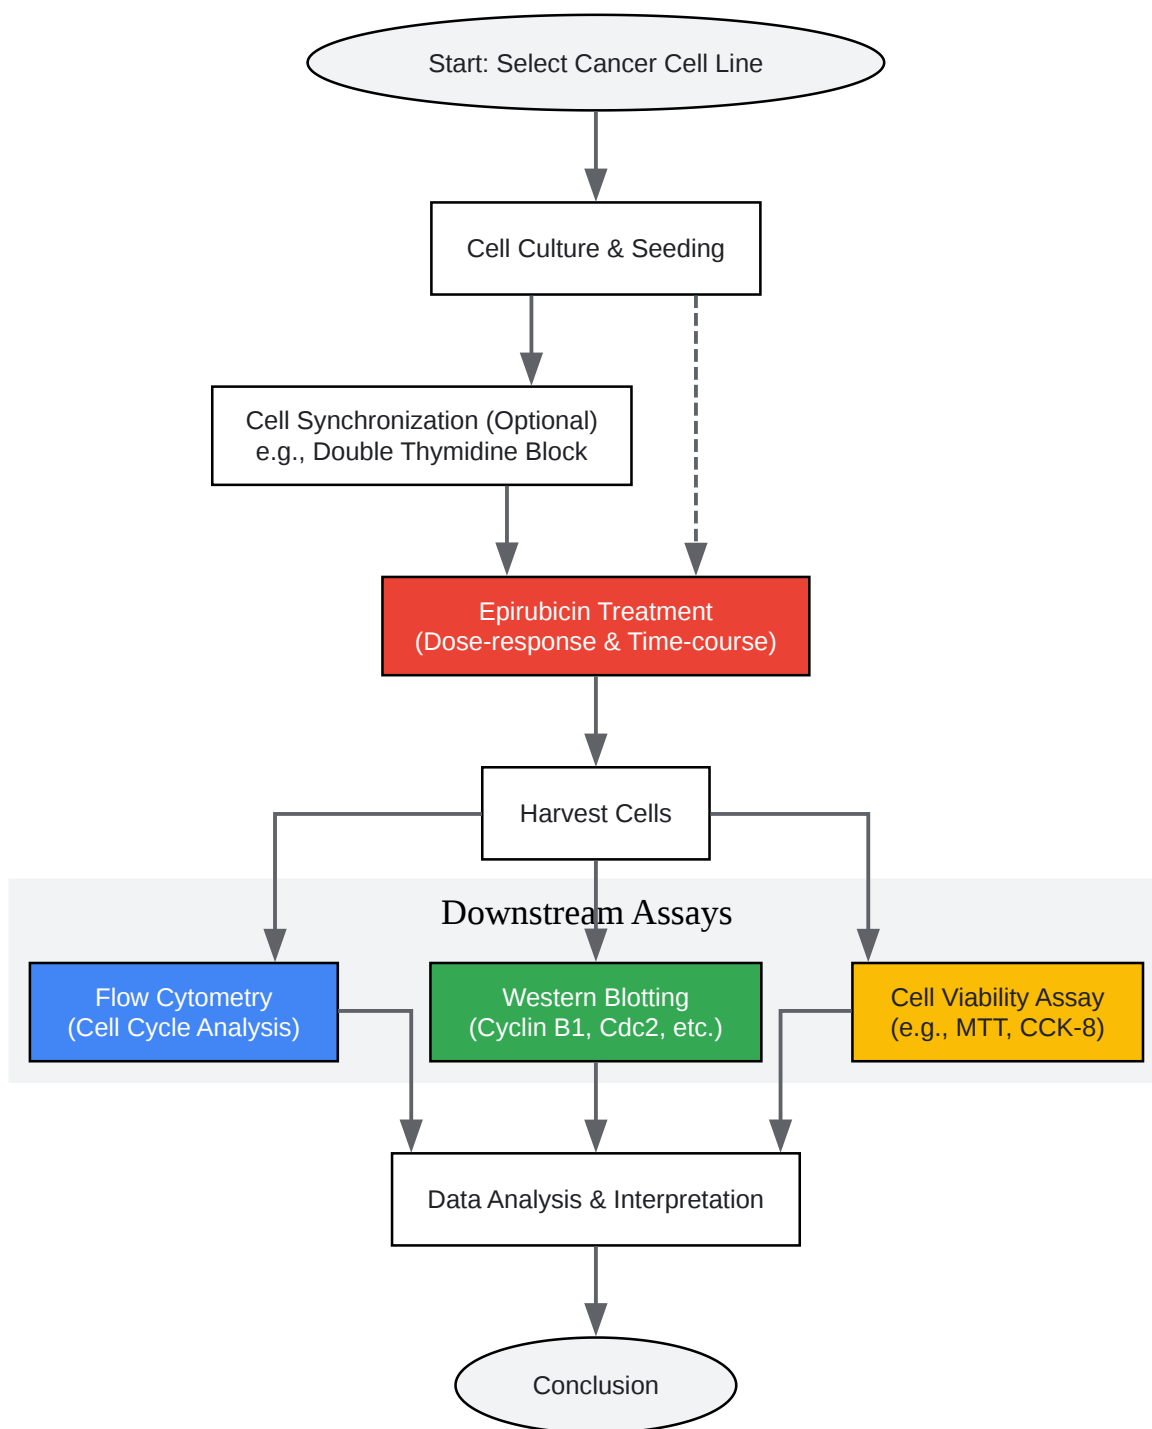 Start: Select Cancer Cell Line
Cell Culture & Seeding
Cell Synchronization (Optional)
e.g., Double Thymidine Block
Epirubicin Treatment
(Dose-response & Time-course)
Harvest Cells
Downstream Assays
Flow Cytometry
(Cell Cycle Analysis)
Western Blotting
(Cyclin B1, Cdc2, etc.)
Cell Viability Assay
(e.g., MTT, CCK-8)
Data Analysis & Interpretation
Conclusion